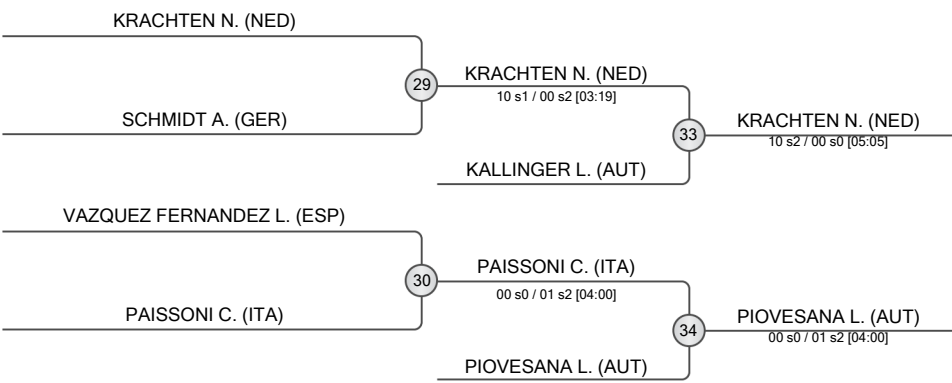 KRACHTEN N. (NED)
29
KRACHTEN N. (NED)
10 s1 / 00 s2 [03:19]
SCHMIDT A. (GER)
33
KRACHTEN N. (NED)
10 s2 / 00 s0 [05:05]
KALLINGER L. (AUT)
VAZQUEZ FERNANDEZ L. (ESP)
30
PAISSONI C. (ITA)
00 s0 / 01 s2 [04:00]
PAISSONI C. (ITA)
34
PIOVESANA L. (AUT)
00 s0 / 01 s2 [04:00]
PIOVESANA L. (AUT)